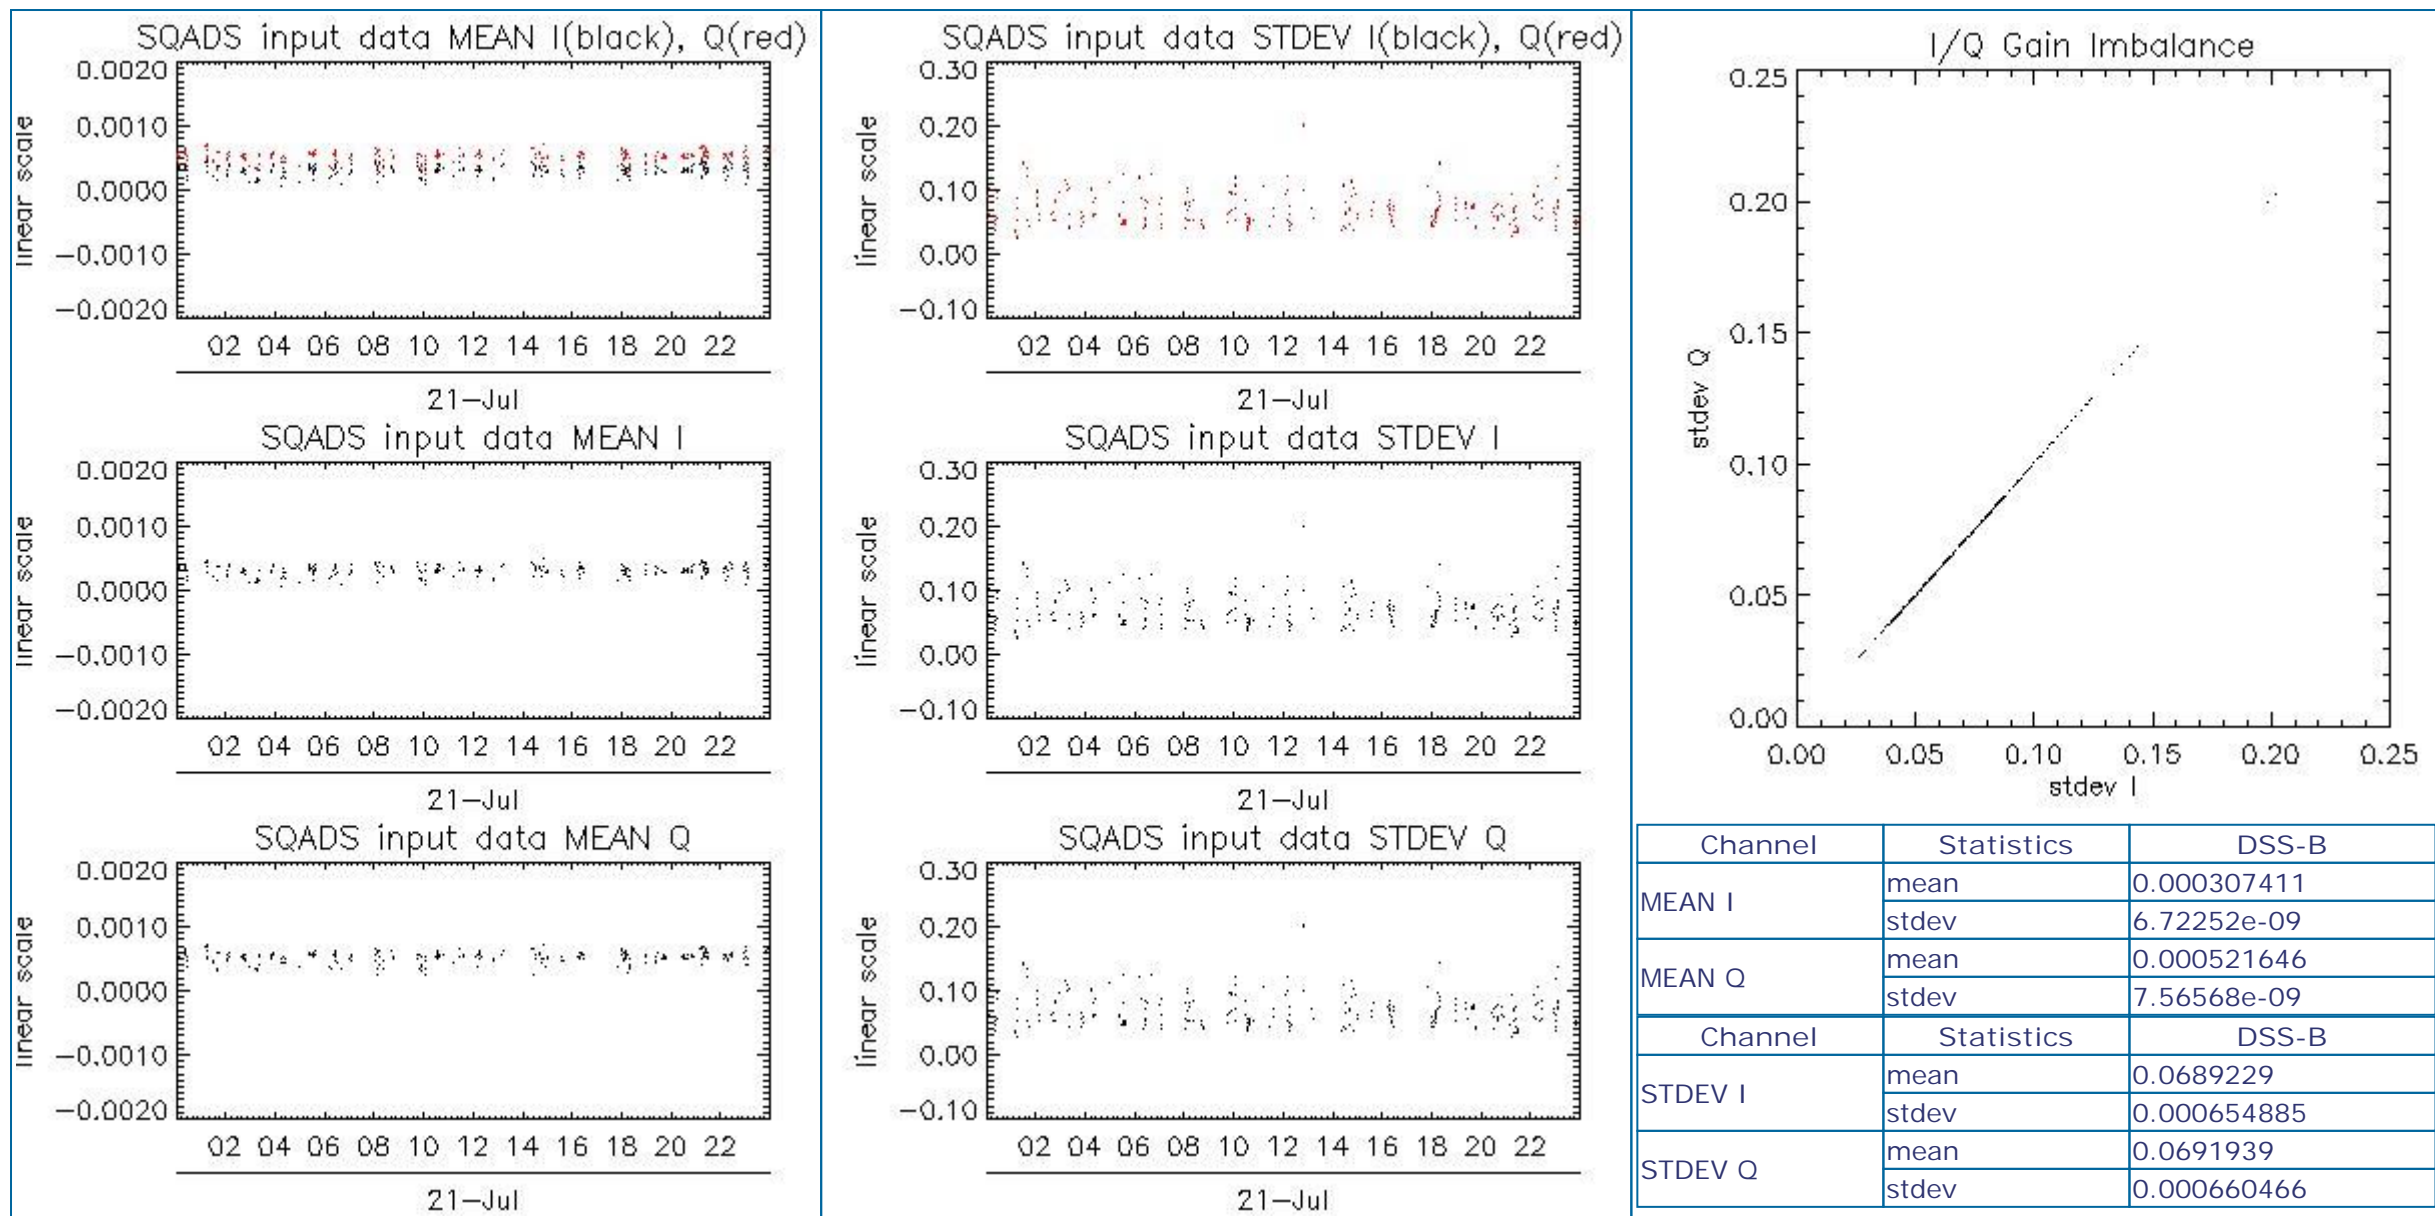 SQADS input data MEAN I(black), Q(red)
0.0020
0.0010
0.0000
-0.0010
-0.0020
linear scale
02 04 06 08 10 12 14 16 18 20 22
21-Jul
SQADS input data MEAN I
0.0020
0.0010
0.0000
-0.0010
-0.0020
linear scale
02 04 06 08 10 12 14 16 18 20 22
21-Jul
SQADS input data MEAN Q
0.0020
0.0010
0.0000
-0.0010
-0.0020
linear scale
02 04 06 08 10 12 14 16 18 20 22
21-Jul
SQADS input data STDEV I(black), Q(red)
0.30
0.20
0.10
0.00
-0.10
linear scale
02 04 06 08 10 12 14 16 18 20 22
21-Jul
SQADS input data STDEV I
0.30
0.20
0.10
0.00
-0.10
linear scale
02 04 06 08 10 12 14 16 18 20 22
21-Jul
SQADS input data STDEV Q
0.30
0.20
0.10
0.00
-0.10
linear scale
02 04 06 08 10 12 14 16 18 20 22
21-Jul
I/Q Gain Imbalance
0.25
0.20
0.15
0.10
0.05
0.00
stdev Q
0.00 0.05 0.10 0.15 0.20 0.25
stdev I
Channel Statistics DSS-B
MEAN I mean 0.000307411
stdev 6.72252e-09
MEAN Q mean 0.000521646
stdev 7.56568e-09
Channel Statistics DSS-B
STDEV I mean 0.0689229
stdev 0.000654885
STDEV Q mean 0.0691939
stdev 0.000660466